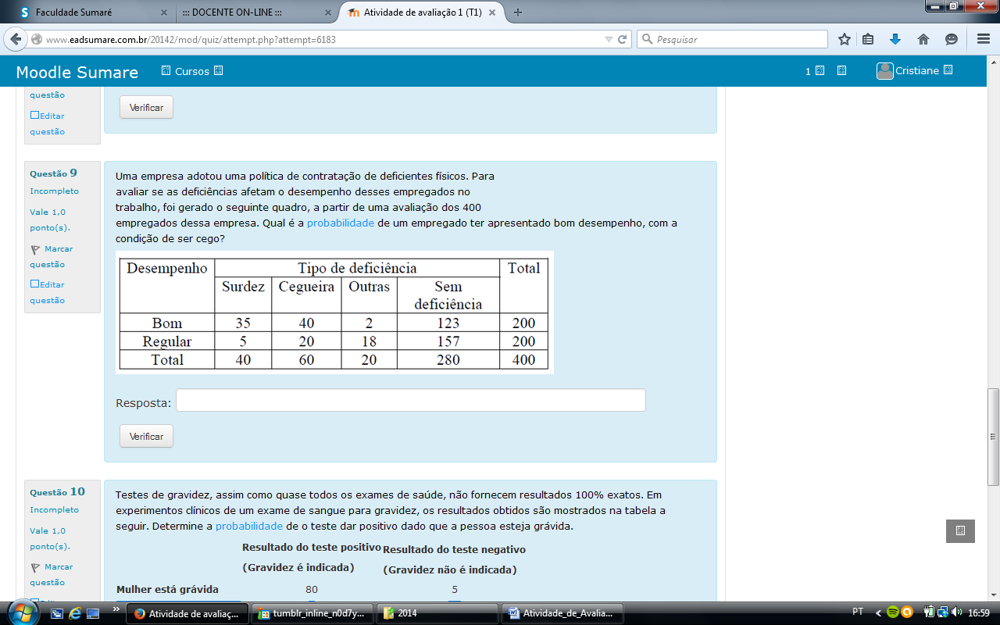 Faculdade Sumaré
::: DOCENTE ON-LINE :::
Atividade de avaliação 1 (T1)
www.eadsumare.com.br/20142/mod/quiz/attempt.php?attempt=6183
Pesquisar
Moodle Sumare
Cursos
1
Cristiane
questão
Editar
questão
Verificar
Questão 9
Incompleto
Vale 1,0
ponto(s).
Marcar
questão
Editar
questão
Uma empresa adotou uma política de contratação de deficientes físicos. Para
avaliar se as deficiências afetam o desempenho desses empregados no
trabalho, foi gerado o seguinte quadro, a partir de uma avaliação dos 400
empregados dessa empresa. Qual é a probabilidade de um empregado ter apresentado bom desempenho, com a
condição de ser cego?
Desempenho Tipo de deficiência Total
Surdez Cegueira Outras Sem
deficiência
Bom 35 40 2 123 200
Regular 5 20 18 157 200
Total 40 60 20 280 400
Resposta:
Verificar
Questão 10
Incompleto
Vale 1,0
ponto(s).
Marcar
questão
Testes de gravidez, assim como quase todos os exames de saúde, não fornecem resultados 100% exatos. Em
experimentos clínicos de um exame de sangue para gravidez, os resultados obtidos são mostrados na tabela a
seguir. Determine a probabilidade de o teste dar positivo dado que a pessoa esteja grávida.
Resultado do teste positivo Resultado do teste negativo
(Gravidez é indicada) (Gravidez não é indicada)
Mulher está grávida 80 5
Atividade de avaliaç...
tumblr_inline_n0d7y...
2014
Atividade_de_Avalia...
PT
16:59